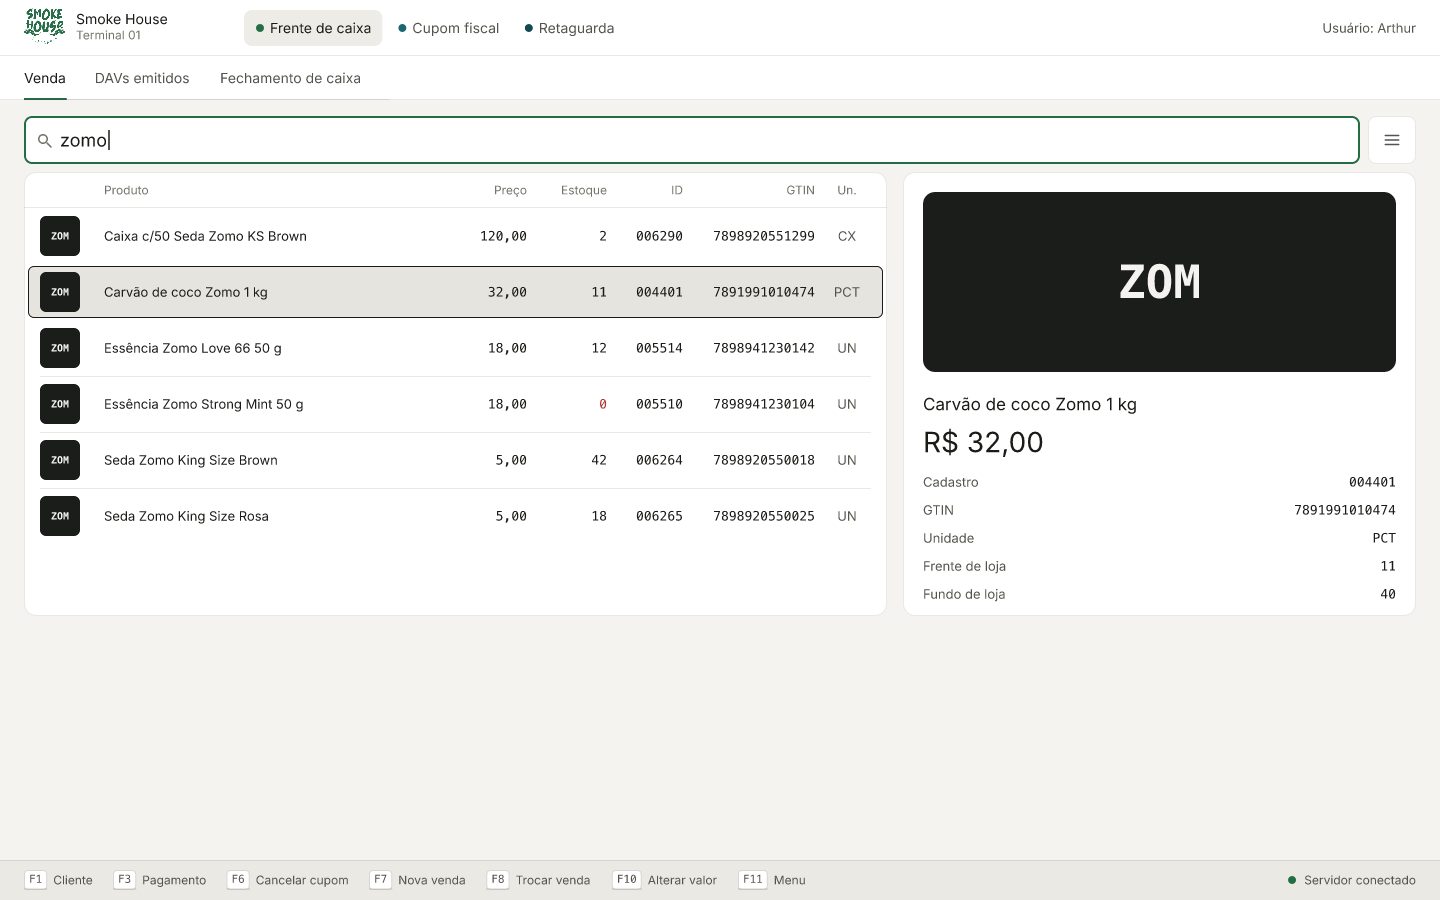 SMOKE HOUSE
Smoke House
Terminal 01
Frente de caixa
Cupom fiscal
Retaguarda
Usuário: Arthur
Venda
DAVs emitidos
Fechamento de caixa
zomo
Produto Preço Estoque ID GTIN Un.
ZOM Caixa c/50 Seda Zomo KS Brown 120,00 2 006290 7898920551299 CX
ZOM Carvão de coco Zomo 1 kg 32,00 11 004401 7891991010474 PCT
ZOM Essência Zomo Love 66 50 g 18,00 12 005514 7898941230142 UN
ZOM Essência Zomo Strong Mint 50 g 18,00 0 005510 7898941230104 UN
ZOM Seda Zomo King Size Brown 5,00 42 006264 7898920550018 UN
ZOM Seda Zomo King Size Rosa 5,00 18 006265 7898920550025 UN
ZOM
Carvão de coco Zomo 1 kg
R$ 32,00
Cadastro 004401
GTIN 7891991010474
Unidade PCT
Frente de loja 11
Fundo de loja 40
F1 Cliente F3 Pagamento F6 Cancelar cupom F7 Nova venda F8 Trocar venda F10 Alterar valor F11 Menu
Servidor conectado